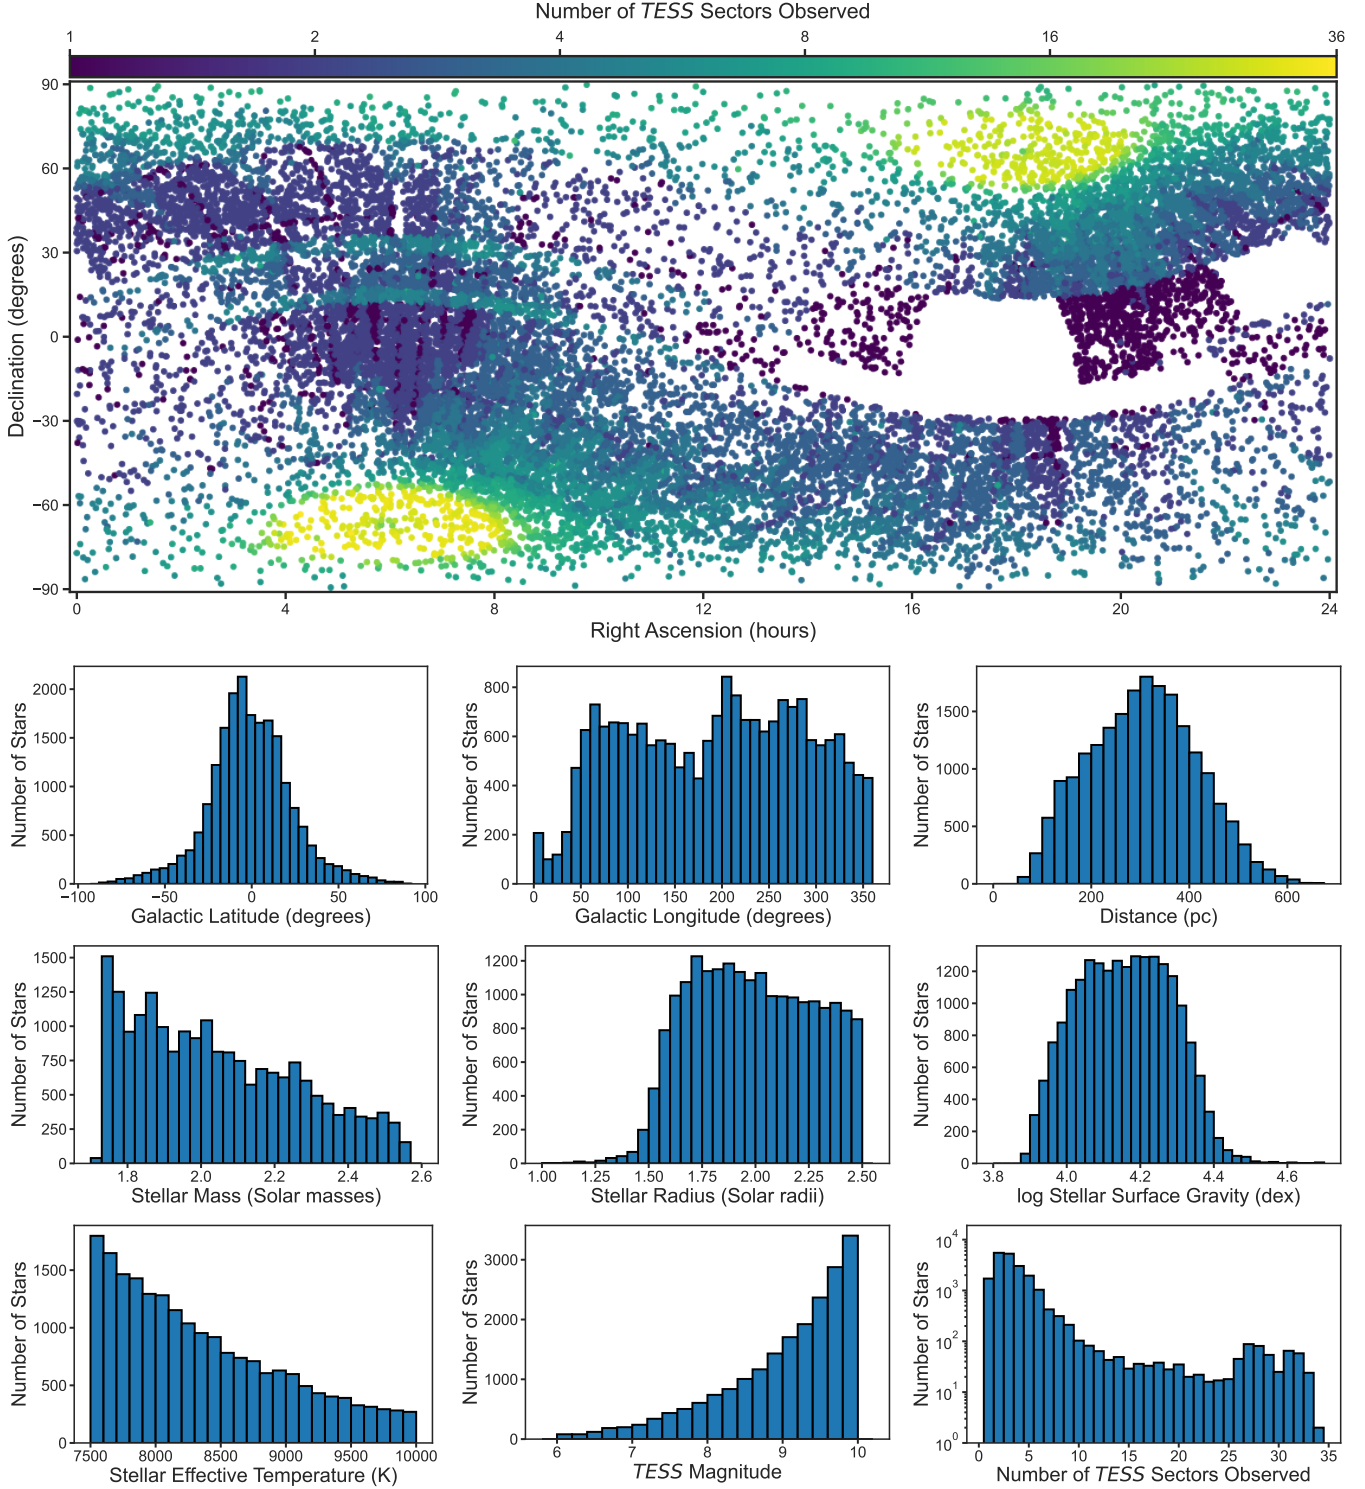 Number of TESS Sectors Observed
1 2 4 8 16 36
90
60
30
0
−30
−60
−90
Declination (degrees)
0 4 8 12 16 20 24
Right Ascension (hours)
2000
1500
1000
500
0
Number of Stars
−100 −50 0 50 100
Galactic Latitude (degrees)
800
600
400
200
0
Number of Stars
0 50 100 150 200 250 300 350
Galactic Longitude (degrees)
1500
1000
500
0
Number of Stars
0 200 400 600
Distance (pc)
1500
1250
1000
750
500
250
0
Number of Stars
1.8 2.0 2.2 2.4 2.6
Stellar Mass (Solar masses)
1200
1000
800
600
400
200
0
Number of Stars
1.00 1.25 1.50 1.75 2.00 2.25 2.50
Stellar Radius (Solar radii)
1200
1000
800
600
400
200
0
Number of Stars
3.8 4.0 4.2 4.4 4.6
log Stellar Surface Gravity (dex)
1500
1000
500
0
Number of Stars
7500 8000 8500 9000 9500 10000
Stellar Effective Temperature (K)
3000
2000
1000
0
Number of Stars
6 7 8 9 10
TESS Magnitude
10⁴
10³
10²
10¹
10⁰
Number of Stars
0 5 10 15 20 25 30 35
Number of TESS Sectors Observed